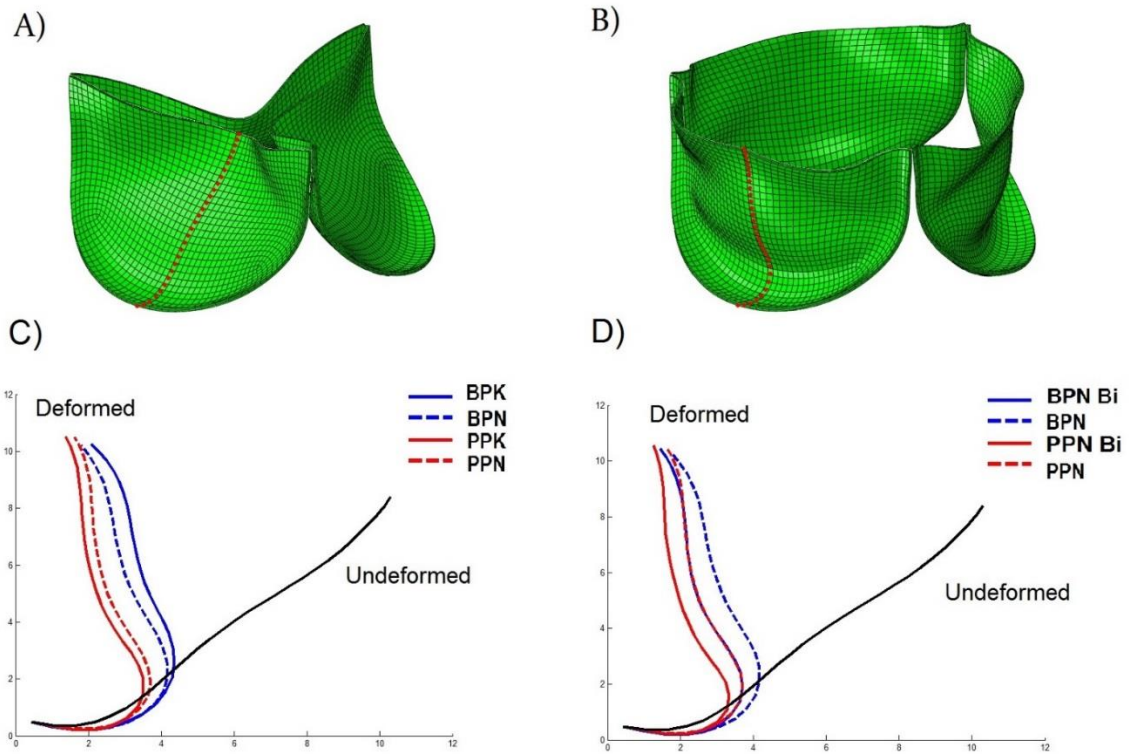 A)
B)
C)
D)
Deformed
BPK
BPN
PPK
PPN
Undeformed
12
10
8
6
4
2
0
0 2 4 6 8 10 12
Deformed
BPN Bi
BPN
PPN Bi
PPN
Undeformed
12
10
8
6
4
2
0
0 2 4 6 8 10 12